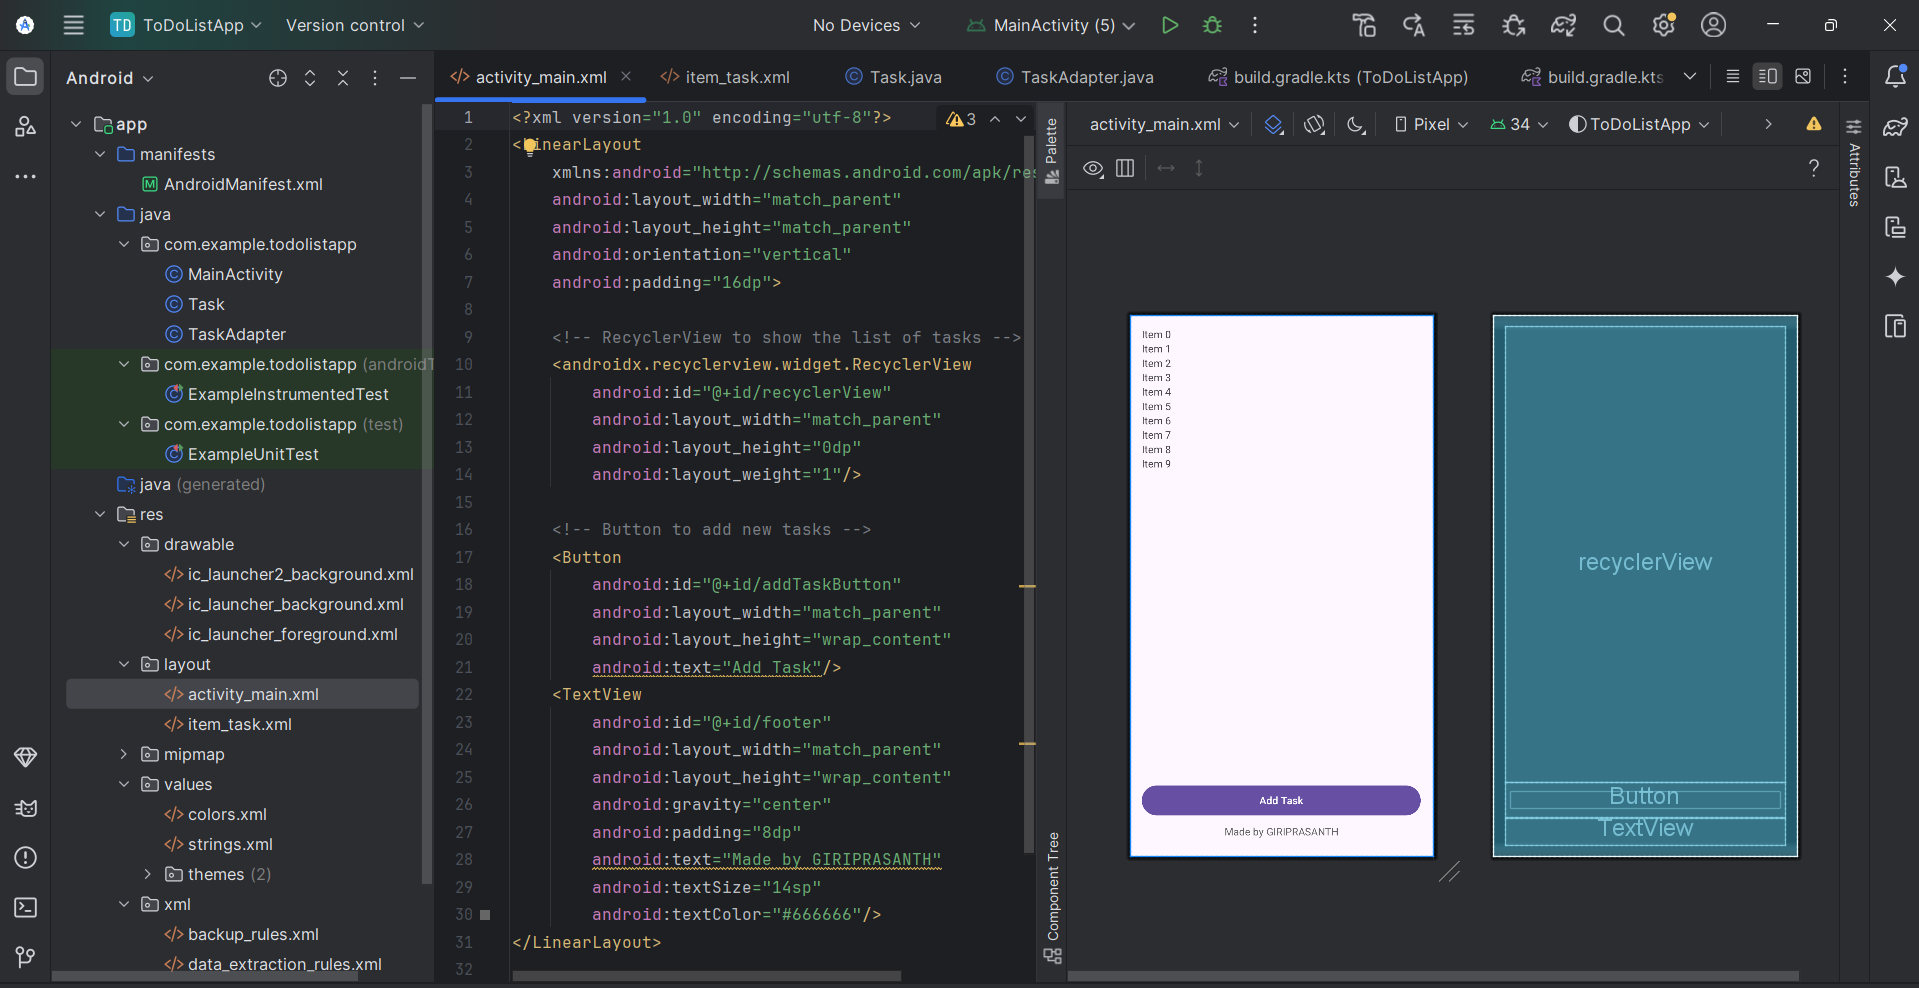 TD ToDoListApp Version control No Devices MainActivity (5)
Android
activity_main.xml item_task.xml Task.java TaskAdapter.java build.gradle.kts (ToDoListApp) build.gradle.kts
app
manifests
AndroidManifest.xml
java
com.example.todolistapp
MainActivity
Task
TaskAdapter
com.example.todolistapp (androidT
ExampleInstrumentedTest
com.example.todolistapp (test)
ExampleUnitTest
java (generated)
res
drawable
ic_launcher2_background.xml
ic_launcher_background.xml
ic_launcher_foreground.xml
layout
activity_main.xml
item_task.xml
mipmap
values
colors.xml
strings.xml
themes (2)
xml
backup_rules.xml
data_extraction_rules.xml
1 <?xml version="1.0" encoding="utf-8"?> 3
2 <LinearLayout
3 xmlns:android="http://schemas.android.com/apk/res
4 android:layout_width="match_parent"
5 android:layout_height="match_parent"
6 android:orientation="vertical"
7 android:padding="16dp">
8
9 <!-- RecyclerView to show the list of tasks -->
10 <androidx.recyclerview.widget.RecyclerView
11 android:id="@+id/recyclerView"
12 android:layout_width="match_parent"
13 android:layout_height="0dp"
14 android:layout_weight="1"/>
15
16 <!-- Button to add new tasks -->
17 <Button
18 android:id="@+id/addTaskButton"
19 android:layout_width="match_parent"
20 android:layout_height="wrap_content"
21 android:text="Add Task"/>
22 <TextView
23 android:id="@+id/footer"
24 android:layout_width="match_parent"
25 android:layout_height="wrap_content"
26 android:gravity="center"
27 android:padding="8dp"
28 android:text="Made by GIRIPRASANTH"
29 android:textSize="14sp"
30 android:textColor="#666666"/>
31 </LinearLayout>
32
Palette
Component Tree
activity_main.xml Pixel 34 ToDoListApp
?
Item 0
Item 1
Item 2
Item 3
Item 4
Item 5
Item 6
Item 7
Item 8
Item 9
Add Task
Made by GIRIPRASANTH
recyclerView
Button
TextView
Attributes